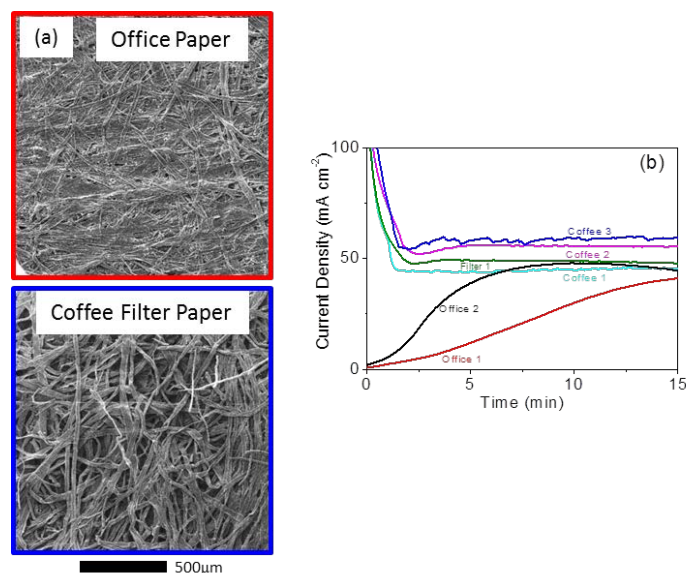 (a)
Office Paper
Coffee Filter Paper
500μm
(b)
Current Density (mA cm-2)
100
50
0
Coffee 3
Coffee 2
Filter 1
Coffee 1
Office 2
Office 1
0 5 10 15
Time (min)